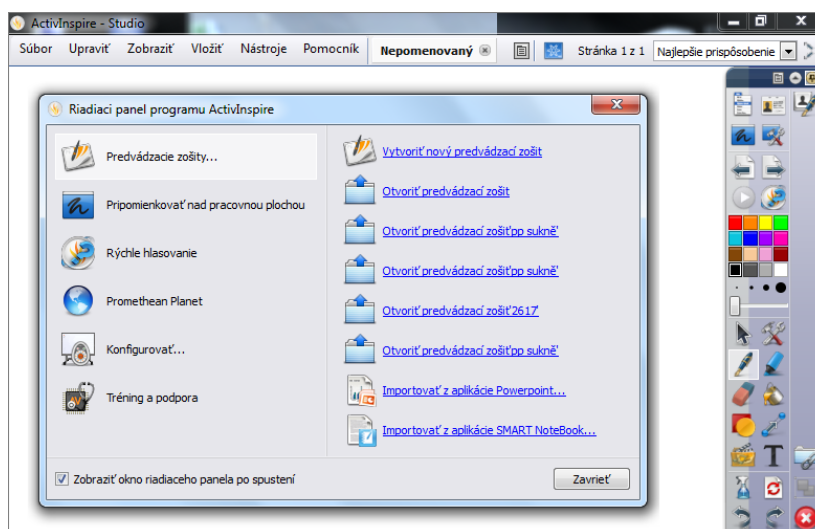 ActivInspire - Studio
Súbor Upraviť Zobraziť Vložiť Nástroje Pomocník Nepomenovaný Stránka 1 z 1 Najlepšie prispôsobenie
Riadiaci panel programu ActivInspire
Predvádzacie zošity...
Pripomienkovať nad pracovnou plochou
Rýchle hlasovanie
Promethean Planet
Konfigurovať...
Tréning a podpora
Vytvoriť nový predvádzací zošit
Otvoriť predvádzací zošit
Otvoriť predvádzací zošit'pp sukně'
Otvoriť predvádzací zošit'pp sukně'
Otvoriť predvádzací zošit'2617'
Otvoriť predvádzací zošit'pp sukně'
Importovať z aplikácie Powerpoint...
Importovať z aplikácie SMART NoteBook...
Zobraziť okno riadiaceho panela po spustení
Zavrieť
T